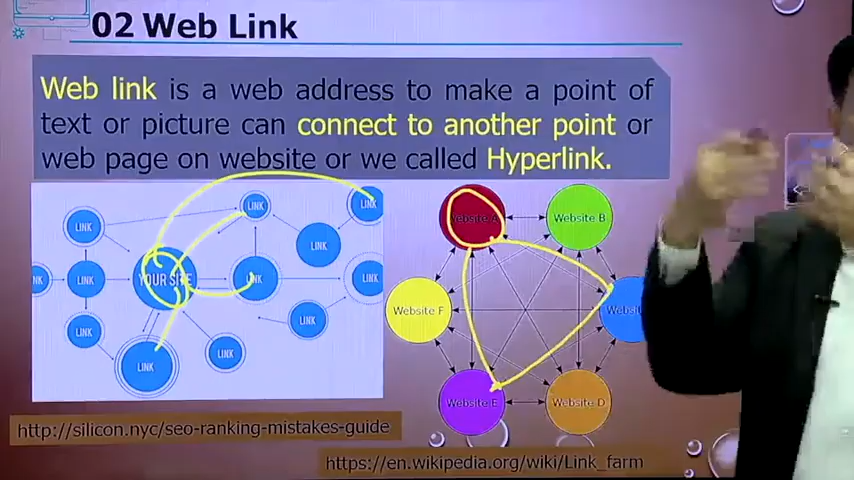 02 Web Link
Web link is a web address to make a point of
text or picture can connect to another point or
web page on website or we called Hyperlink.
LINK
LINK
LINK
LINK
LINK
LINK
YOUR SITE
LINK
LINK
LINK
LINK
LINK
LINK
Website A
Website B
Website F
Website E
Website D
http://silicon.nyc/seo-ranking-mistakes-guide
https://en.wikipedia.org/wiki/Link_farm